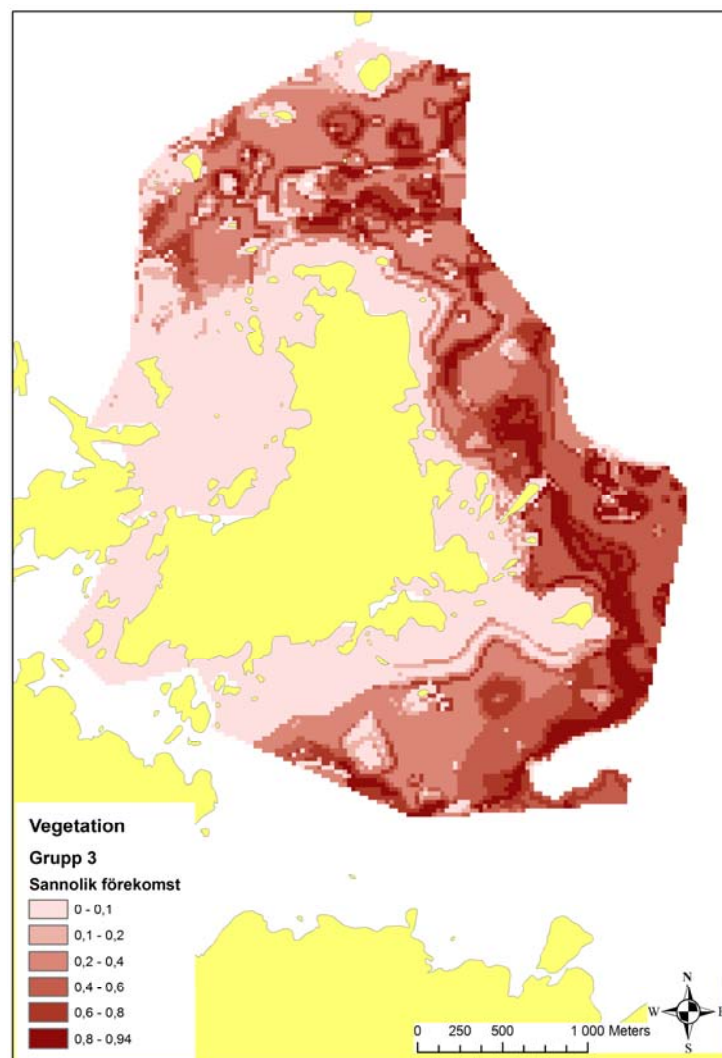 Vegetation
Grupp 3
Sannolik förekomst
0 - 0,1
0,1 - 0,2
0,2 - 0,4
0,4 - 0,6
0,6 - 0,8
0,8 - 0,94
N
W E
S
0 250 500 1 000 Meters